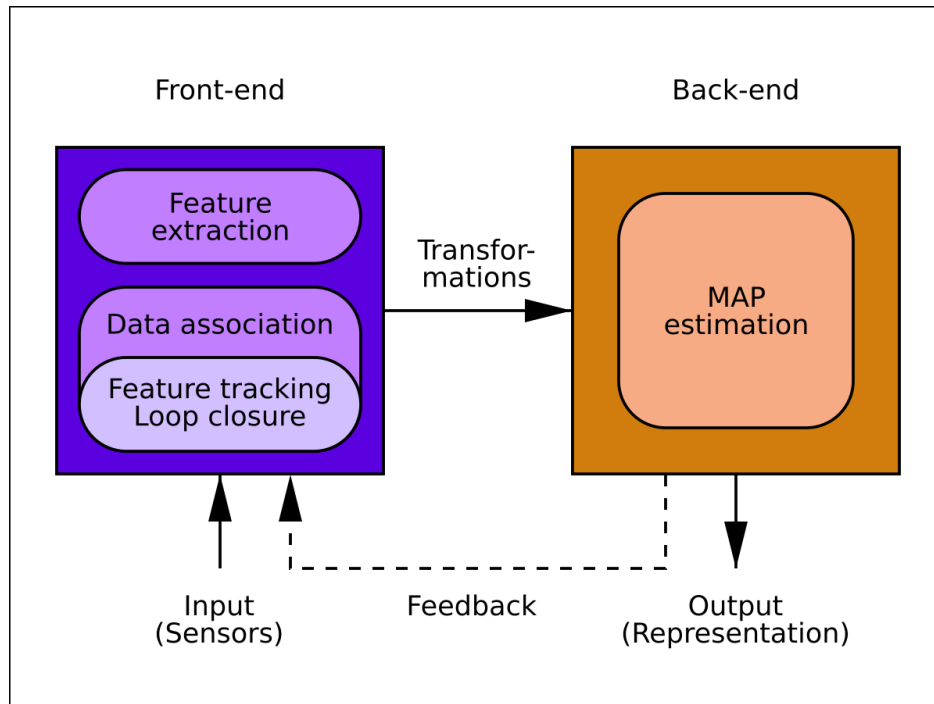 Front-end
Back-end
Feature
extraction
Data association
Feature tracking
Loop closure
Transfor-
mations
MAP
estimation
Input
(Sensors)
Feedback
Output
(Representation)